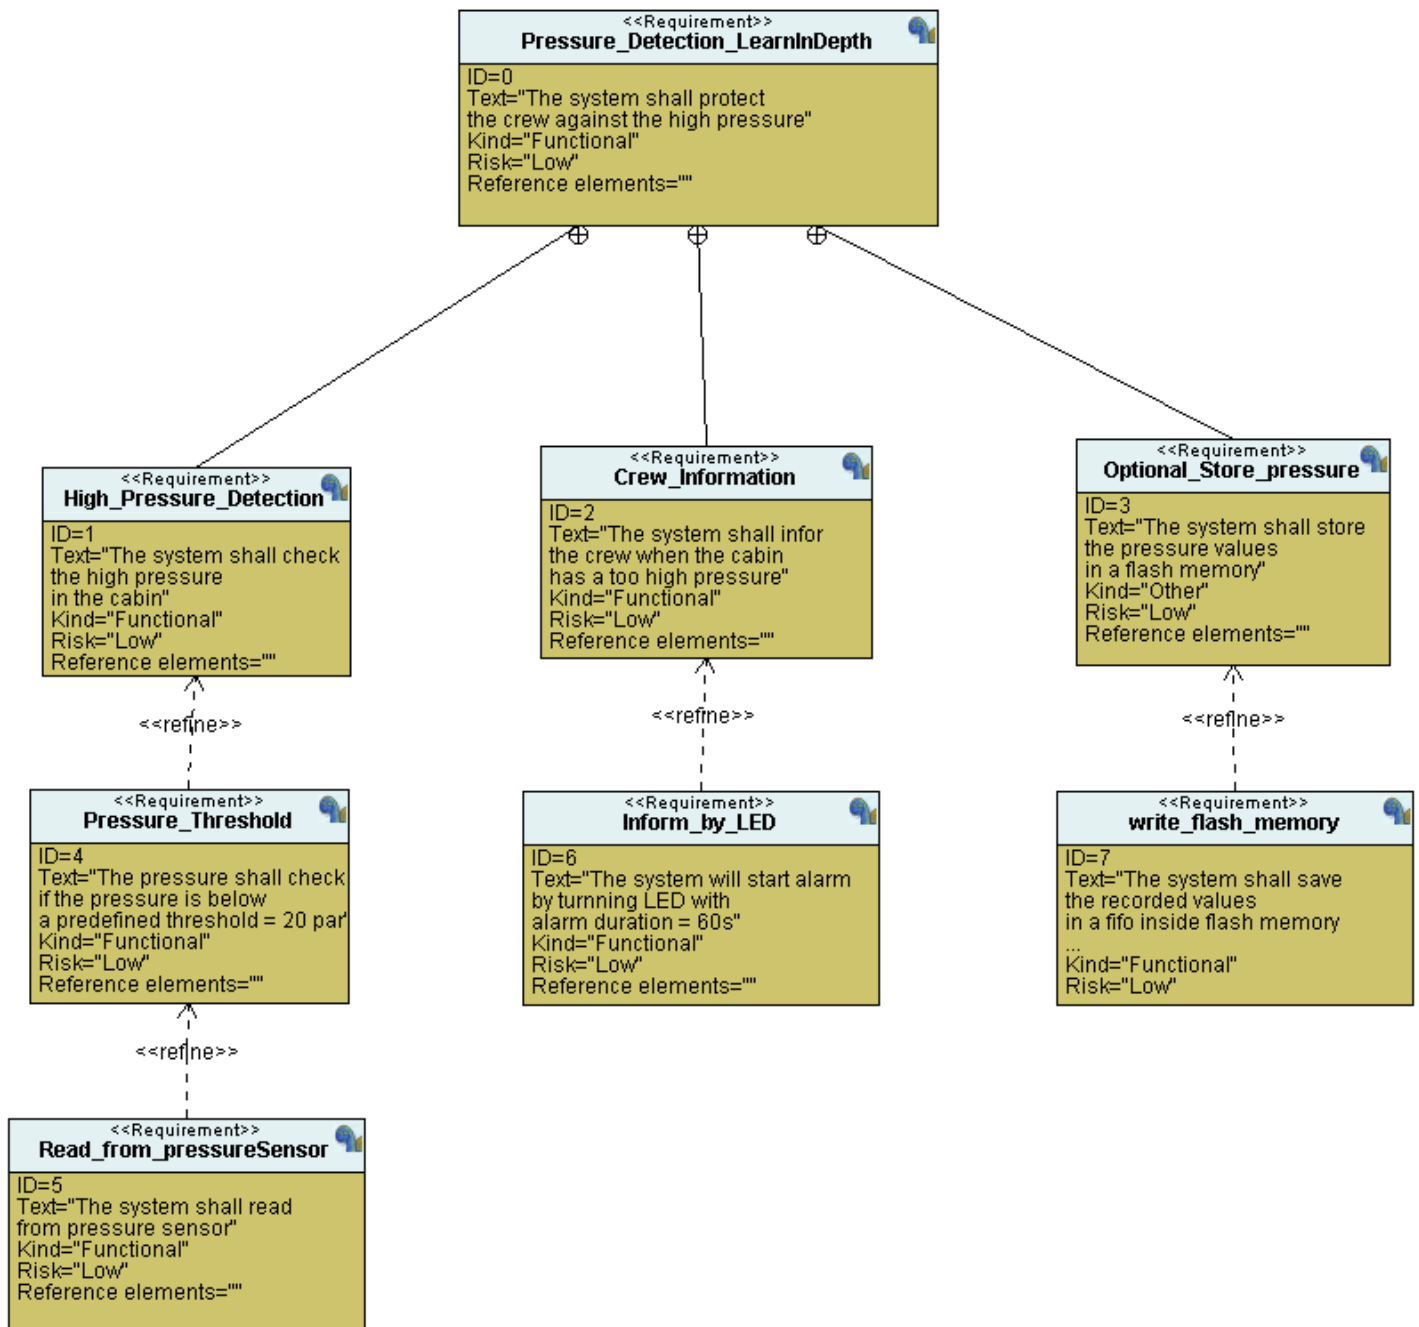 <<Requirement>>
Pressure_Detection_LearnInDepth
ID=0
Text="The system shall protect
the crew against the high pressure"
Kind="Functional"
Risk="Low"
Reference elements=""
<<Requirement>>
High_Pressure_Detection
ID=1
Text="The system shall check
the high pressure
in the cabin"
Kind="Functional"
Risk="Low"
Reference elements=""
<<Requirement>>
Crew_Information
ID=2
Text="The system shall infor
the crew when the cabin
has a too high pressure"
Kind="Functional"
Risk="Low"
Reference elements=""
<<Requirement>>
Optional_Store_pressure
ID=3
Text="The system shall store
the pressure values
in a flash memory"
Kind="Other"
Risk="Low"
Reference elements=""
<<refine>>
<<refine>>
<<refine>>
<<Requirement>>
Pressure_Threshold
ID=4
Text="The pressure shall check
if the pressure is below
a predefined threshold = 20 par"
Kind="Functional"
Risk="Low"
Reference elements=""
<<Requirement>>
Inform_by_LED
ID=6
Text="The system will start alarm
by turnning LED with
alarm duration = 60s"
Kind="Functional"
Risk="Low"
Reference elements=""
<<Requirement>>
write_flash_memory
ID=7
Text="The system shall save
the recorded values
in a fifo inside flash memory
...
Kind="Functional"
Risk="Low"
<<refine>>
<<Requirement>>
Read_from_pressureSensor
ID=5
Text="The system shall read
from pressure sensor"
Kind="Functional"
Risk="Low"
Reference elements=""